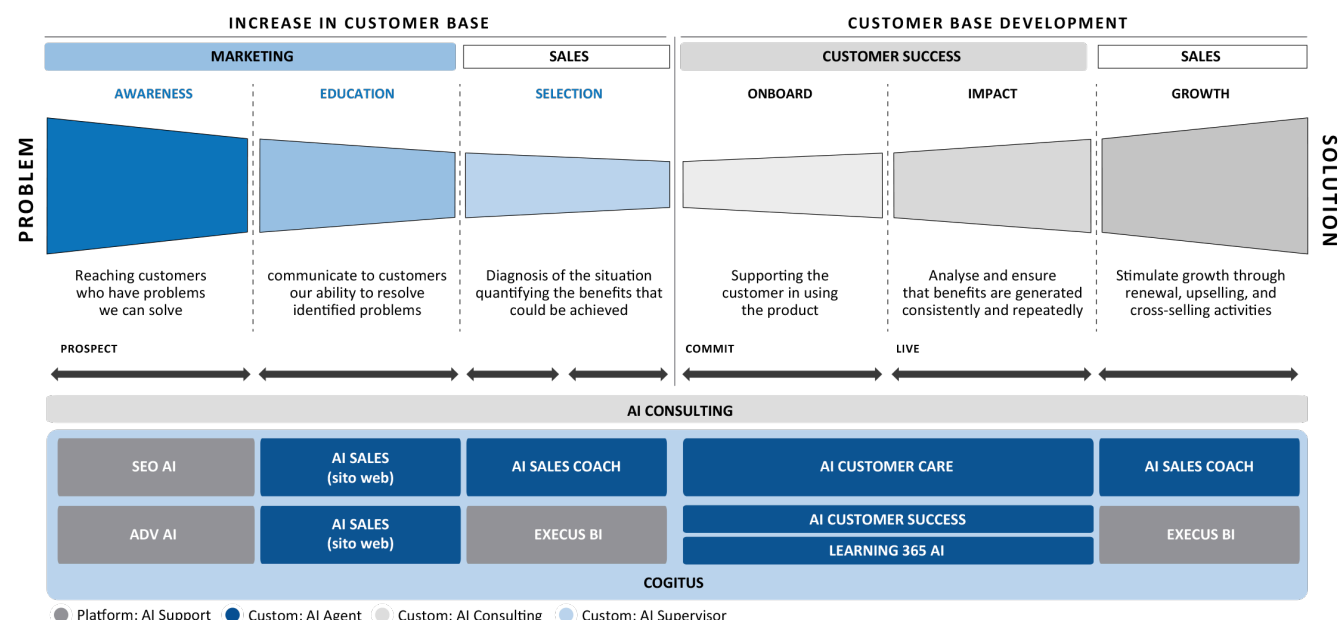 INCREASE IN CUSTOMER BASE
CUSTOMER BASE DEVELOPMENT
MARKETING
SALES
CUSTOMER SUCCESS
SALES
AWARENESS
EDUCATION
SELECTION
ONBOARD
IMPACT
GROWTH
PROBLEM
SOLUTION
Reaching customers
who have problems
we can solve
communicate to customers
our ability to resolve
identified problems
Diagnosis of the situation
quantifying the benefits that
could be achieved
Supporting the
customer in using
the product
Analyse and ensure
that benefits are generated
consistently and repeatedly
Stimulate growth through
renewal, upselling, and
cross-selling activities
PROSPECT
COMMIT
LIVE
AI CONSULTING
SEO AI
AI SALES
(sito web)
AI SALES COACH
AI CUSTOMER CARE
AI SALES COACH
ADV AI
AI SALES
(sito web)
EXECUS BI
AI CUSTOMER SUCCESS
LEARNING 365 AI
EXECUS BI
COGITUS
Platform: AI Support
Custom: AI Agent
Custom: AI Consulting
Custom: AI Supervisor